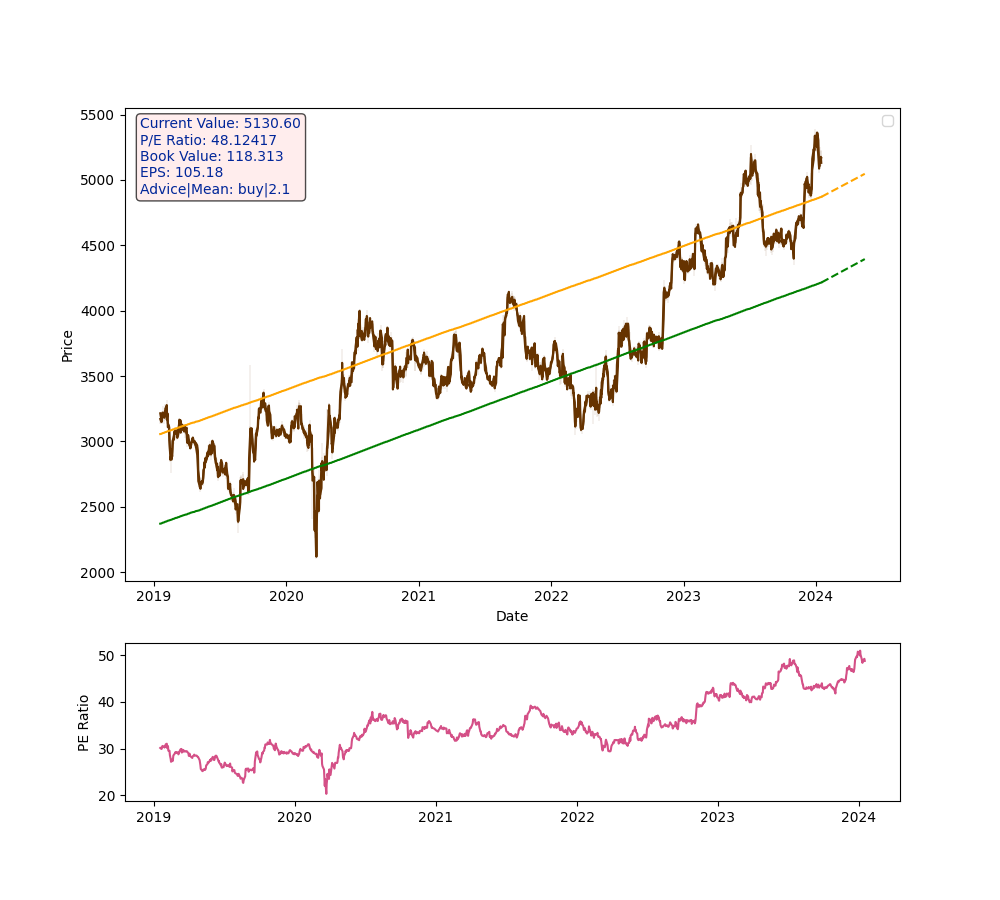 5500
5000
4500
4000
3500
3000
2500
2000
Price
Current Value: 5130.60
P/E Ratio: 48.12417
Book Value: 118.313
EPS: 105.18
Advice|Mean: buy|2.1
2019 2020 2021 2022 2023 2024
Date
50
40
30
20
PE Ratio
2019 2020 2021 2022 2023 2024